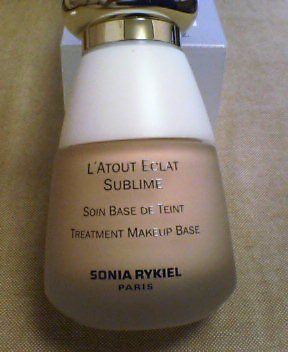 L'ATOUT ECLAT
SUBLIME
SOIN BASE DE TEINT
TREATMENT MAKEUP BASE
SONIA RYKIEL
PARIS